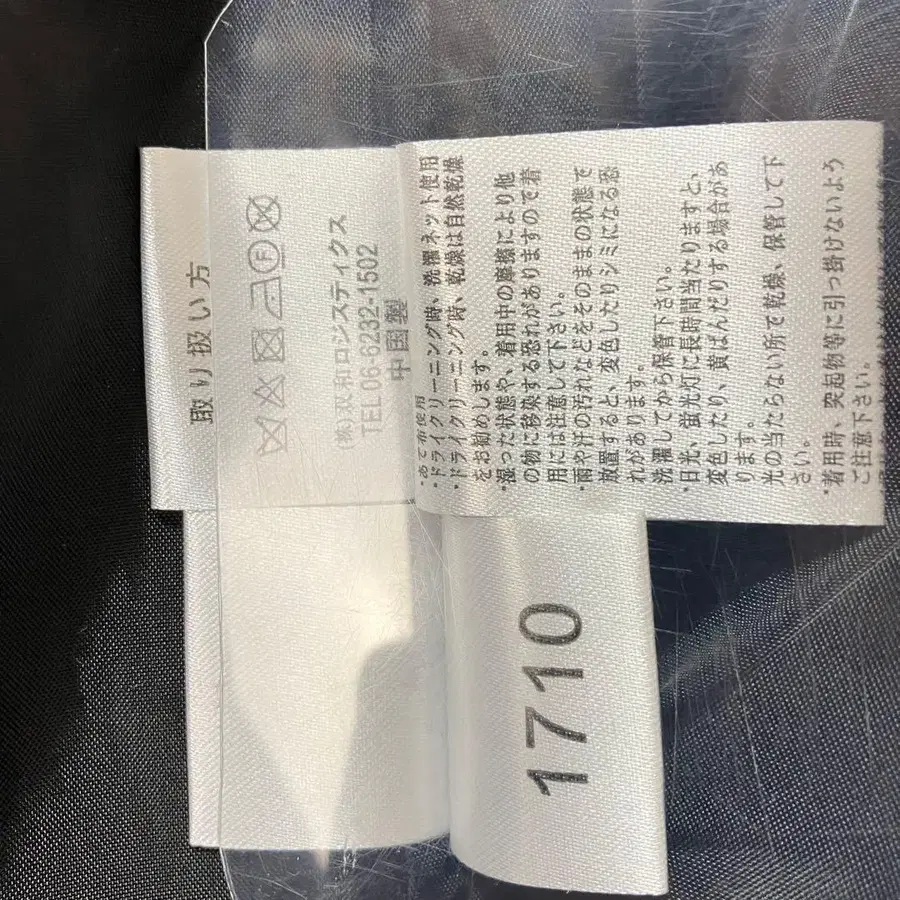 取り扱い方
(株)双和ロジスティクス
TEL06-6232-1502
中国製
・あて布使用
・ドライクリーニング時、洗濯ネット使用
・ドライクリーニング時、乾燥は自然乾燥
をお勧めします。
・湿った状態や、着用中の摩擦により他
の物に移染する恐れがありますので着
用には注意して下さい。
・雨や汗の汚れなどをそのままの状態で
放置すると、変色したりシミになる恐
れがあります。
洗濯してから保管下さい。
・日光、蛍光灯に長時間当たりますと、
変色したり、黄ばんだりする場合があ
ります。
光の当たらない所で乾燥、保管して下
さい。
・着用時、突起物等に引っ掛けないよう
ご注意下さい。
1710